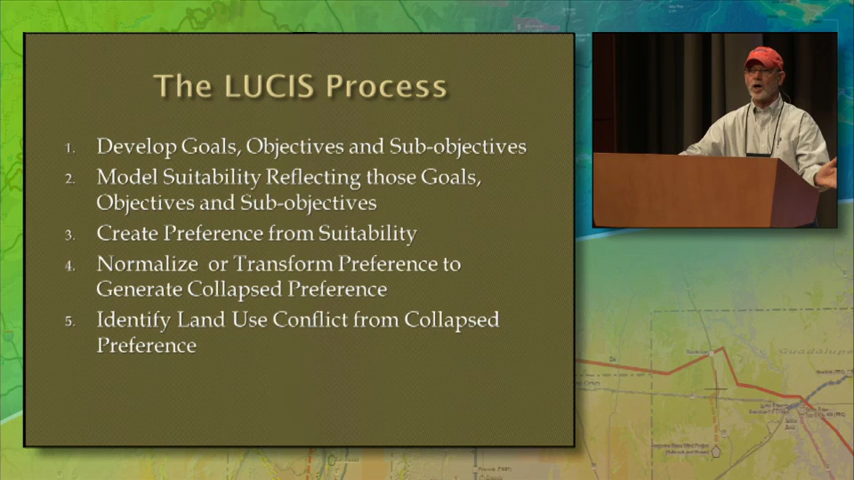 The LUCIS Process
1. Develop Goals, Objectives and Sub-objectives
2. Model Suitability Reflecting those Goals,
Objectives and Sub-objectives
3. Create Preference from Suitability
4. Normalize or Transform Preference to
Generate Collapsed Preference
5. Identify Land Use Conflict from Collapsed
Preference